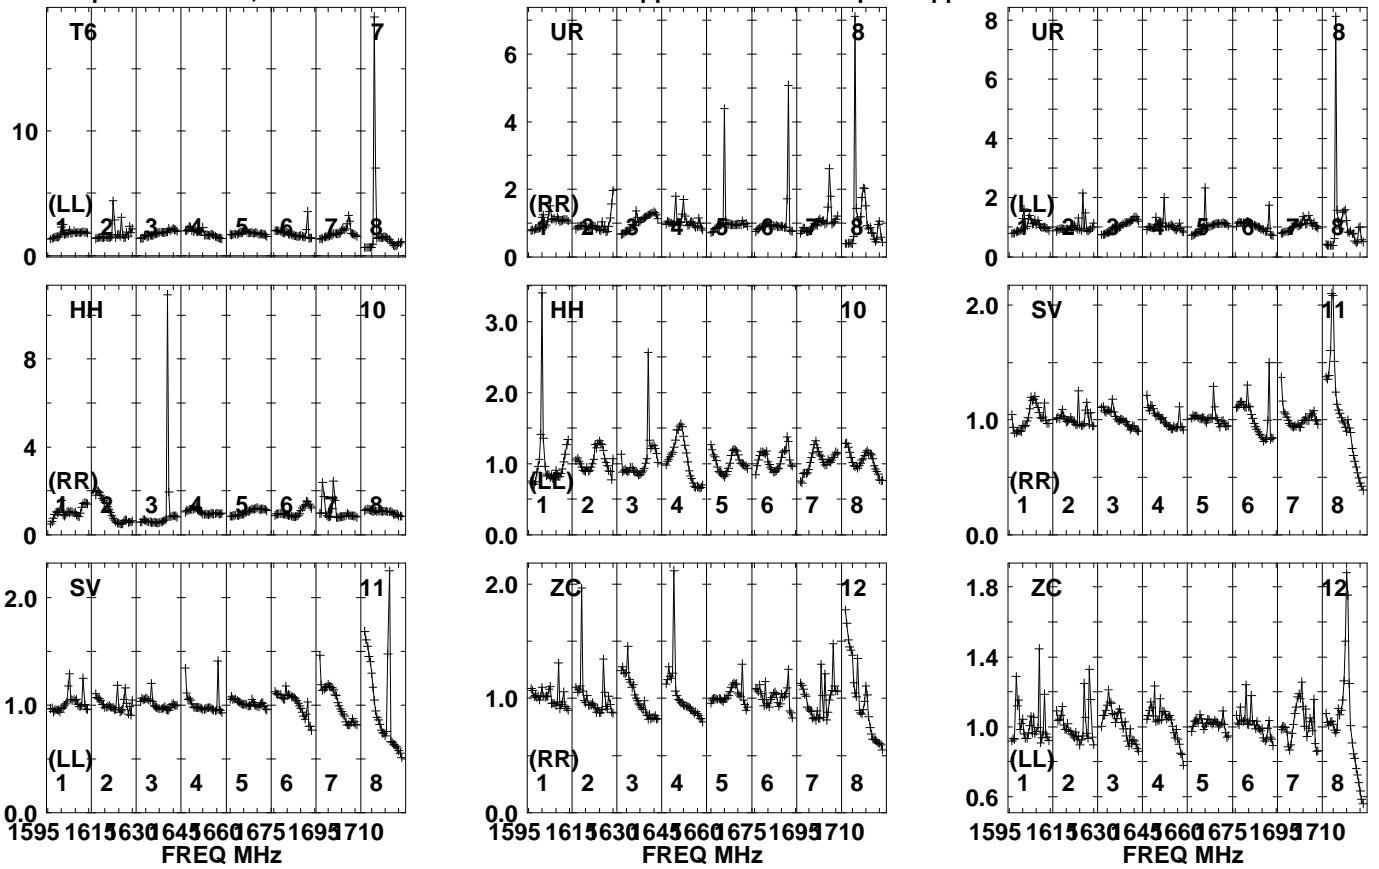 T6 7
10
(LL)
1 2 3 4 5 6 7 8
0
UR 8
6
4
2
(RR)
1 2 3 4 5 6 7 8
0
UR 8
8
6
4
2
(LL)
1 2 3 4 5 6 7 8
0
HH 10
8
4
(RR)
1 2 3 4 5 6 7 8
0
HH 10
3.0
2.0
1.0
(LL)
1 2 3 4 5 6 7 8
0.0
SV 11
2.0
1.0
(RR)
1 2 3 4 5 6 7 8
0.0
SV 11
2.0
1.0
(LL)
1 2 3 4 5 6 7 8
0.0
1595 1615 1630 1645 1660 1675 1695 1710
FREQ MHz
ZC 12
2.0
1.0
(RR)
1 2 3 4 5 6 7 8
0.0
1595 1615 1630 1645 1660 1675 1695 1710
FREQ MHz
ZC 12
1.8
1.4
1.0
(LL)
0.6
1 2 3 4 5 6 7 8
1595 1615 1630 1645 1660 1675 1695 1710
FREQ MHz